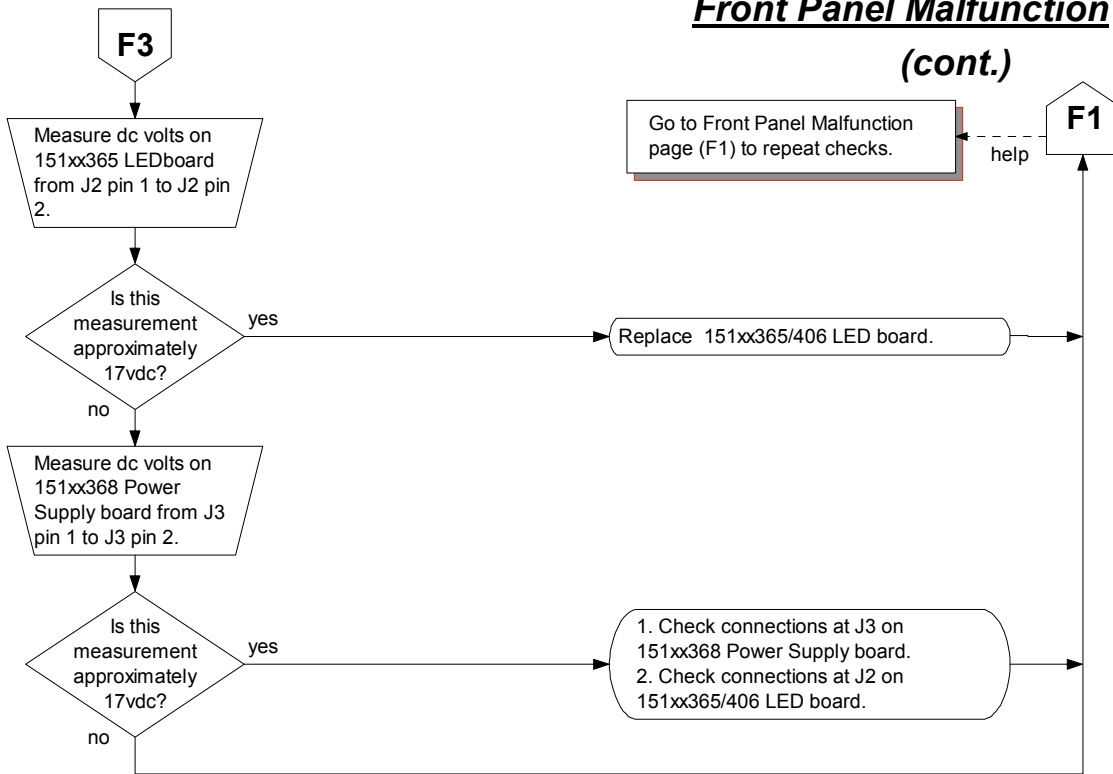 Front Panel Malfunction
(cont.)
F3
Measure dc volts on
151xx365 LEDboard
from J2 pin 1 to J2 pin
2.
Go to Front Panel Malfunction
page (F1) to repeat checks.
help
F1
Is this
measurement
approximately
17vdc?
yes
Replace 151xx365/406 LED board.
no
Measure dc volts on
151xx368 Power
Supply board from J3
pin 1 to J3 pin 2.
Is this
measurement
approximately
17vdc?
yes
1. Check connections at J3 on
151xx368 Power Supply board.
2. Check connections at J2 on
151xx365/406 LED board.
no